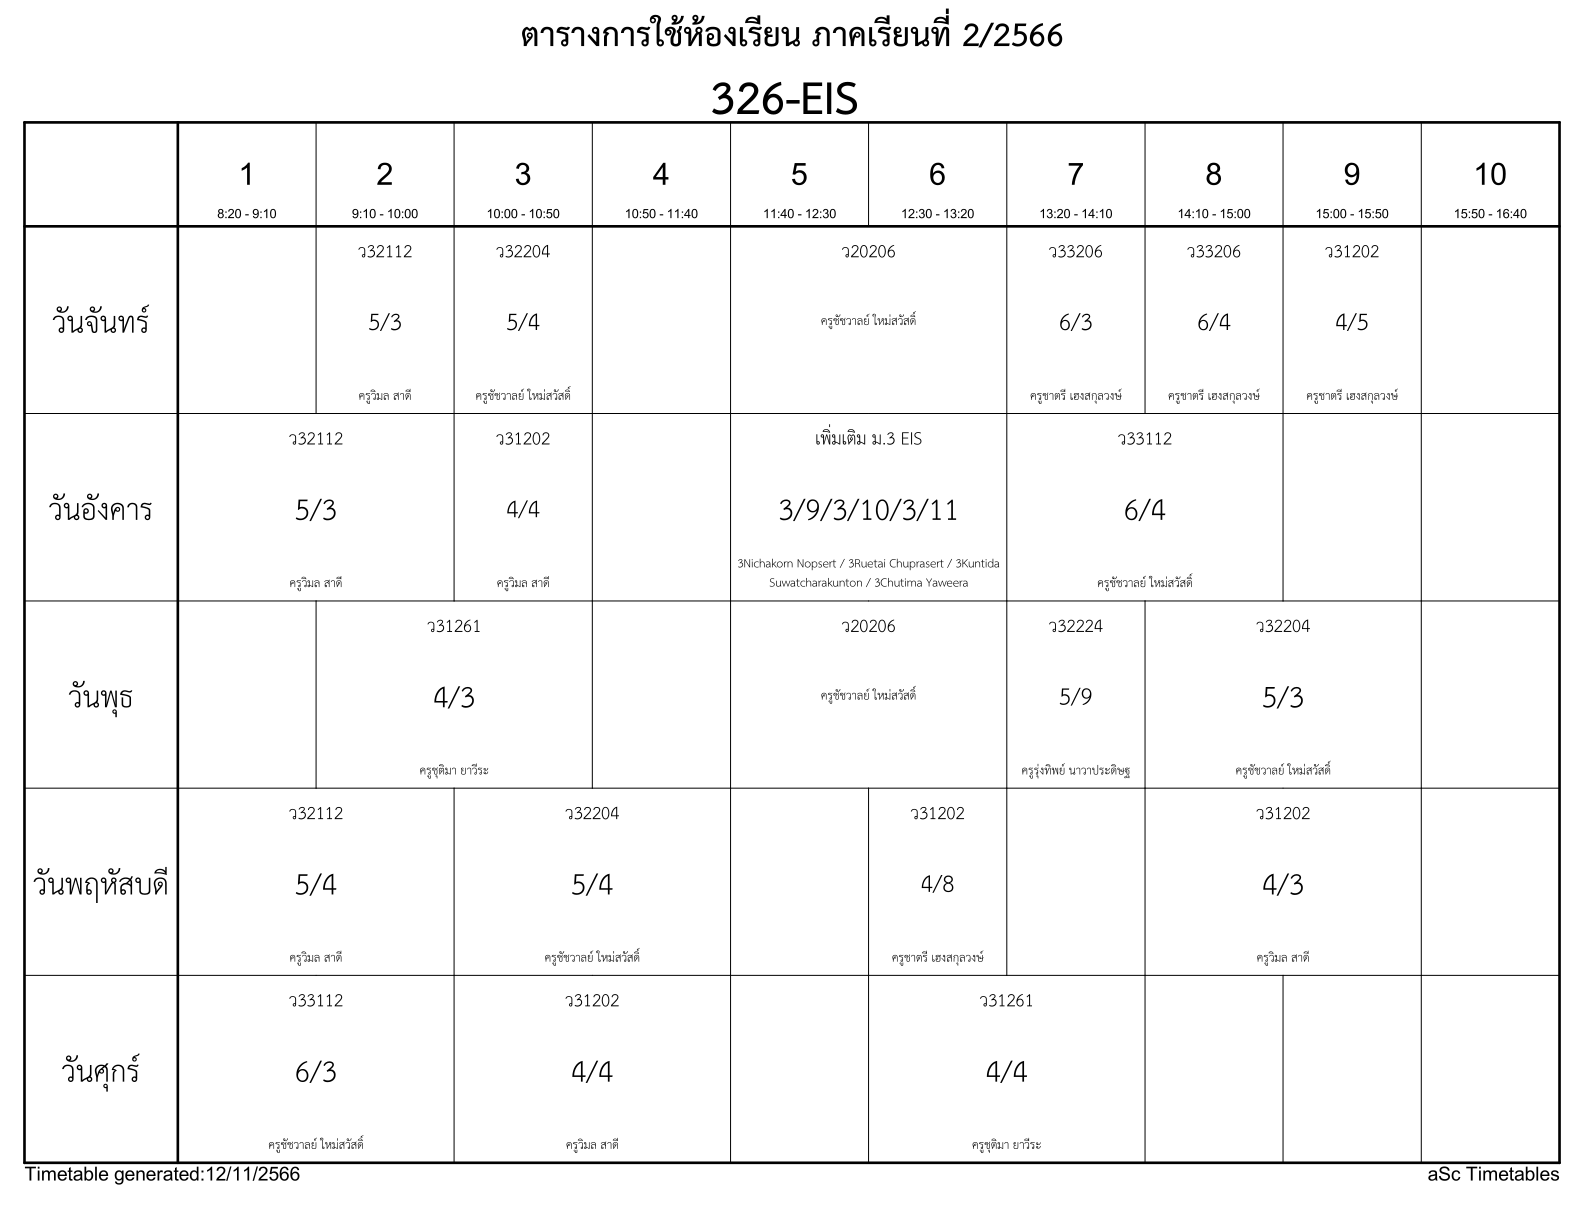 ตารางการใช้ห้องเรียน ภาคเรียนที่ 2/2566
326-EIS
1 2 3 4 5 6 7 8 9 10
8:20 - 9:10 9:10 - 10:00 10:00 - 10:50 10:50 - 11:40 11:40 - 12:30 12:30 - 13:20 13:20 - 14:10 14:10 - 15:00 15:00 - 15:50 15:50 - 16:40
ว32112 ว32204 ว20206 ว33206 ว33206 ว31202
วันจันทร์ 5/3 5/4 ครูชัชวาลย์ ใหม่สวัสดิ์ 6/3 6/4 4/5
ครูวิมล สาดี ครูชัชวาลย์ ใหม่สวัสดิ์ ครูชาตรี เฮงสกุลวงษ์ ครูชาตรี เฮงสกุลวงษ์ ครูชาตรี เฮงสกุลวงษ์
ว32112 ว31202 เพิ่มเติม ม.3 EIS ว33112
วันอังคาร 5/3 4/4 3/9/3/10/3/11 6/4
3Nichakorn Nopsert / 3Ruetai Chuprasert / 3Kuntida
ครูวิมล สาดี ครูวิมล สาดี Suwatcharakunton / 3Chutima Yaweera ครูชัชวาลย์ ใหม่สวัสดิ์
ว31261 ว20206 ว32224 ว32204
วันพุธ 4/3 ครูชัชวาลย์ ใหม่สวัสดิ์ 5/9 5/3
ครูชุติมา ยาวีระ ครูรุ่งทิพย์ นาวาประดิษฐ ครูชัชวาลย์ ใหม่สวัสดิ์
ว32112 ว32204 ว31202 ว31202
วันพฤหัสบดี 5/4 5/4 4/8 4/3
ครูวิมล สาดี ครูชัชวาลย์ ใหม่สวัสดิ์ ครูชาตรี เฮงสกุลวงษ์ ครูวิมล สาดี
ว33112 ว31202 ว31261
วันศุกร์ 6/3 4/4 4/4
ครูชัชวาลย์ ใหม่สวัสดิ์ ครูวิมล สาดี ครูชุติมา ยาวีระ
Timetable generated:12/11/2566 aSc Timetables